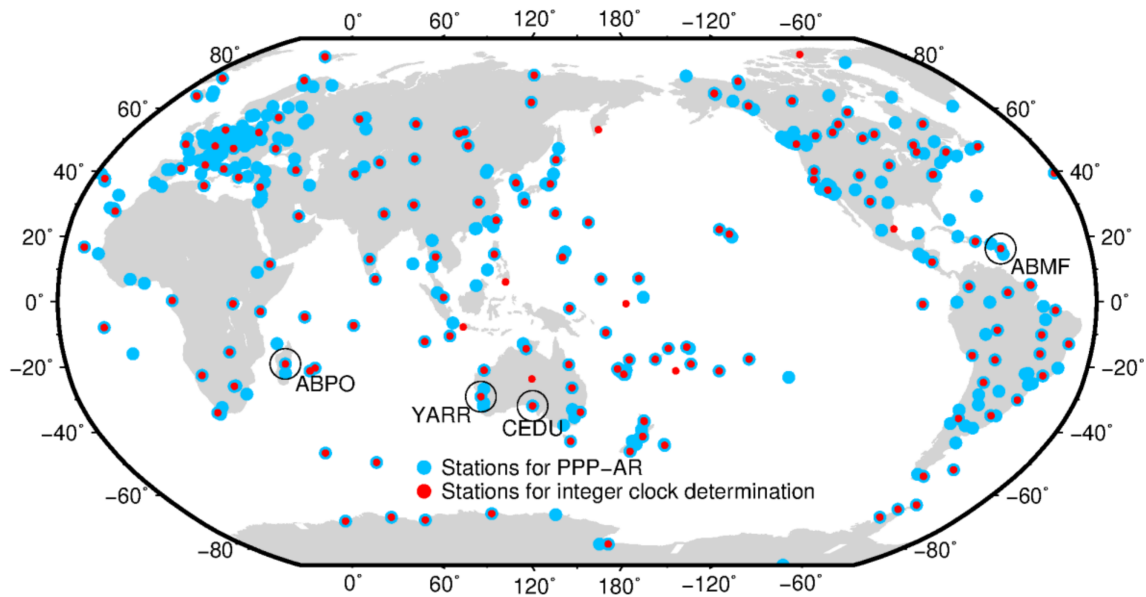 0° 60° 120° 180° −120° −60°
80° 80°
60° 60°
40° 40°
20° 20°
ABMF
0° 0°
−20° −20°
ABPO
YARR
CEDU
−40° −40°
Stations for PPP−AR
Stations for integer clock determination
−60° −60°
−80° −80°
0° 60° 120° 180° −120° −60°